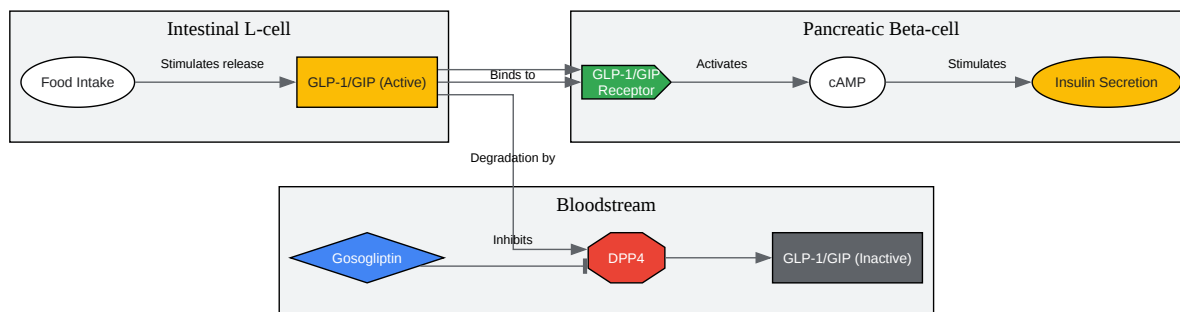 Intestinal L-cell
Pancreatic Beta-cell
Food Intake
Stimulates release
GLP-1/GIP (Active)
Binds to
GLP-1/GIP
Receptor
Activates
cAMP
Stimulates
Insulin Secretion
Degradation by
Bloodstream
Gosogliptin
Inhibits
DPP4
GLP-1/GIP (Inactive)